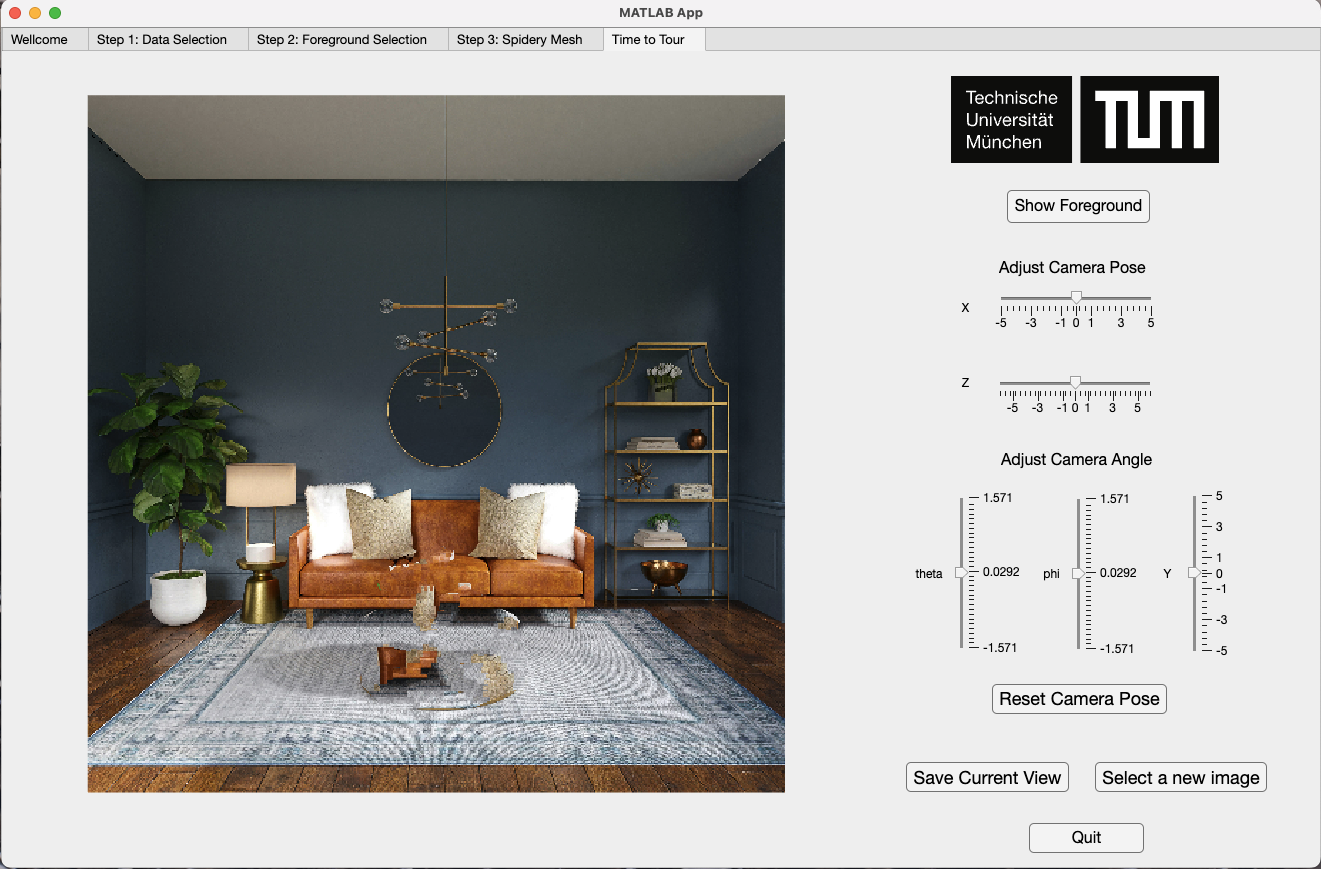 MATLAB App
Wellcome
Step 1: Data Selection
Step 2: Foreground Selection
Step 3: Spidery Mesh
Time to Tour
Technische
Universität
München
TUM
Show Foreground
Adjust Camera Pose
X
-5 -3 -1 0 1 3 5
Z
-5 -3 -1 0 1 3 5
Adjust Camera Angle
theta
1.571
0.0292
-1.571
phi
1.571
0.0292
-1.571
Y
5
3
1
0
-1
-3
-5
Reset Camera Pose
Save Current View
Select a new image
Quit